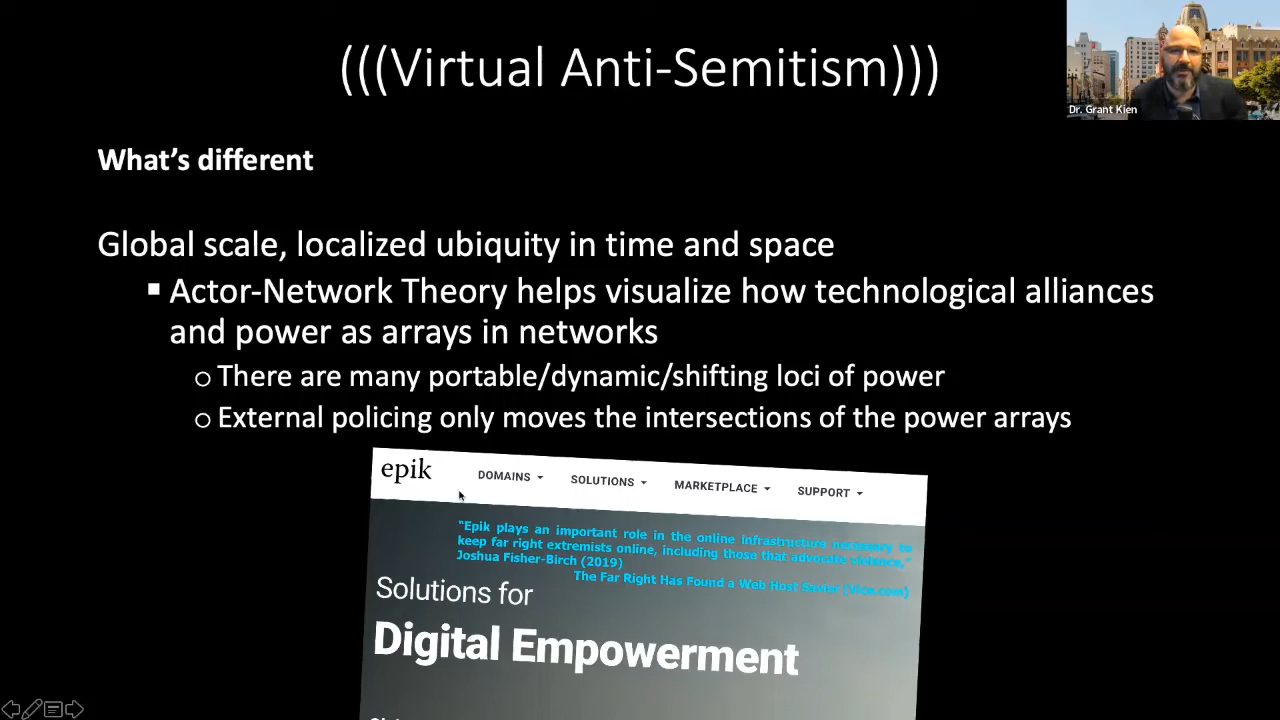 (((Virtual Anti-Semitism)))
Dr. Grant Kien
What's different
Global scale, localized ubiquity in time and space
▪ Actor-Network Theory helps visualize how technological alliances
and power as arrays in networks
o There are many portable/dynamic/shifting loci of power
o External policing only moves the intersections of the power arrays
epik DOMAINS SOLUTIONS MARKETPLACE SUPPORT
"Epik plays an important role in the online infrastructure necessary to
keep far right extremists online, including those that advocate violence,"
Joshua Fisher-Birch (2019)
The Far Right Has Found a Web Host Savior (Vice.com)
Solutions for
Digital Empowerment